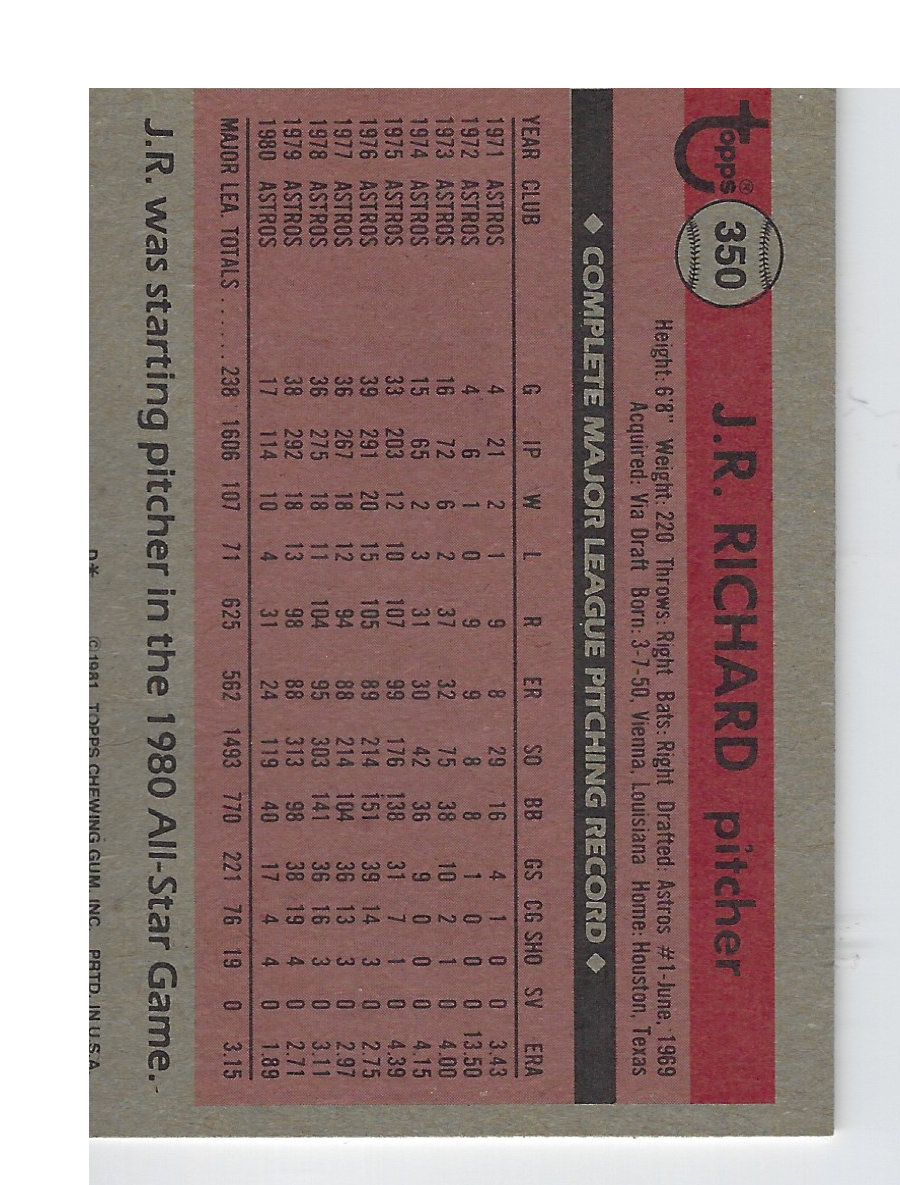 Topps®
350
J.R. RICHARD pitcher
Height: 6'8" Weight: 220 Throws: Right Bats: Right Drafted: Astros #1-June, 1969
Acquired: Via Draft Born: 3-7-50, Vienna, Louisiana Home: Houston, Texas
◆ COMPLETE MAJOR LEAGUE PITCHING RECORD ◆
YEAR CLUB G IP W L R ER SO BB GS CG SHO SV ERA
1971 ASTROS 4 21 2 1 9 8 29 16 4 1 0 0 3.43
1972 ASTROS 4 6 1 0 9 9 8 8 1 0 0 0 13.50
1973 ASTROS 16 72 6 2 37 32 75 38 10 2 1 0 4.00
1974 ASTROS 15 65 2 3 31 30 42 36 9 0 0 0 4.15
1975 ASTROS 33 203 12 10 107 99 176 138 31 7 1 0 4.39
1976 ASTROS 39 291 20 15 105 89 214 151 39 14 3 0 2.75
1977 ASTROS 36 267 18 12 94 88 214 104 36 13 3 0 2.97
1978 ASTROS 36 275 18 11 104 95 303 141 36 16 3 0 3.11
1979 ASTROS 38 292 18 13 98 88 313 98 38 19 4 0 2.71
1980 ASTROS 17 114 10 4 31 24 119 40 17 4 4 0 1.89
MAJOR LEA. TOTALS ...... 238 1606 107 71 625 562 1493 770 221 76 19 0 3.15
J.R. was starting pitcher in the 1980 All-Star Game.
©1981 TOPPS CHEWING GUM, INC. PRTD. IN U.S.A.